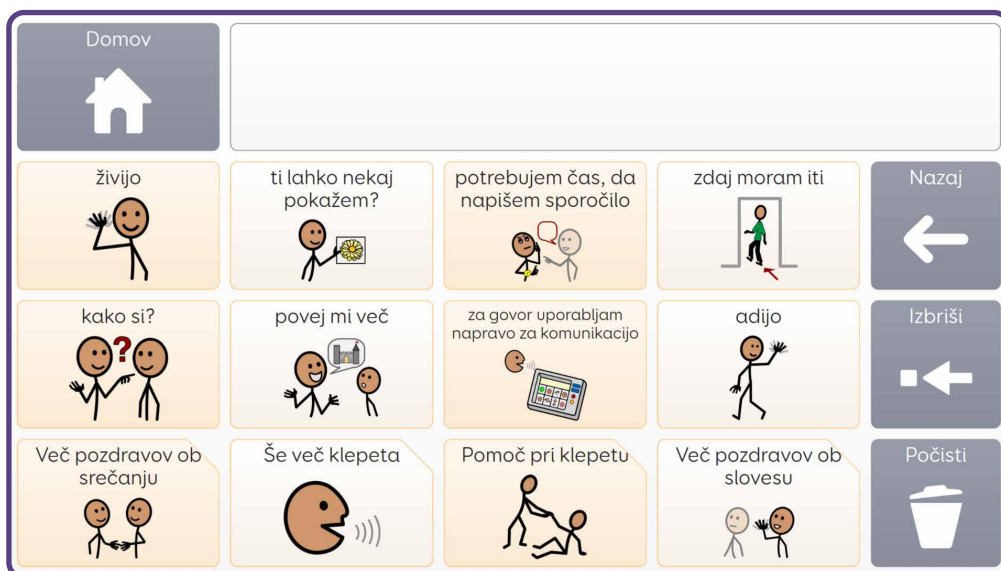 Domov
živijo
ti lahko nekaj
pokažem?
potrebujem čas, da
napišem sporočilo
zdaj moram iti
Nazaj
kako si?
povej mi več
za govor uporabljam
napravo za komunikacijo
adijo
Izbriši
Več pozdravov ob
srečanju
Še več klepeta
Pomoč pri klepetu
Več pozdravov ob
slovesu
Počisti